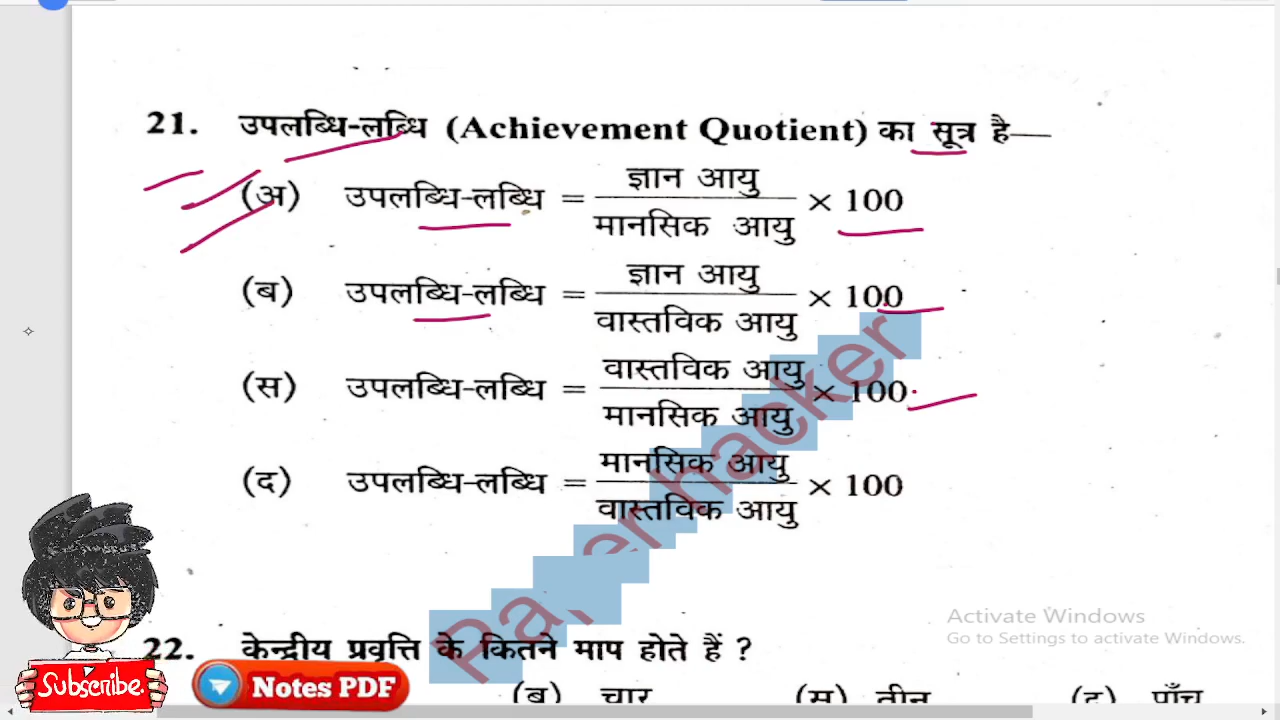 21. उपलब्धि-लब्धि (Achievement Quotient) का सूत्र है—
(अ) उपलब्धि-लब्धि = ज्ञान आयु / मानसिक आयु × 100
(ब) उपलब्धि-लब्धि = ज्ञान आयु / वास्तविक आयु × 100
(स) उपलब्धि-लब्धि = वास्तविक आयु / मानसिक आयु × 100
(द) उपलब्धि-लब्धि = मानसिक आयु / वास्तविक आयु × 100
Paper hacker
Activate Windows
Go to Settings to activate Windows.
22. केन्द्रीय प्रवृत्ति के कितने माप होते हैं ?
(ब) चार (स) तीन (द) पाँच
Subscribe
Notes PDF